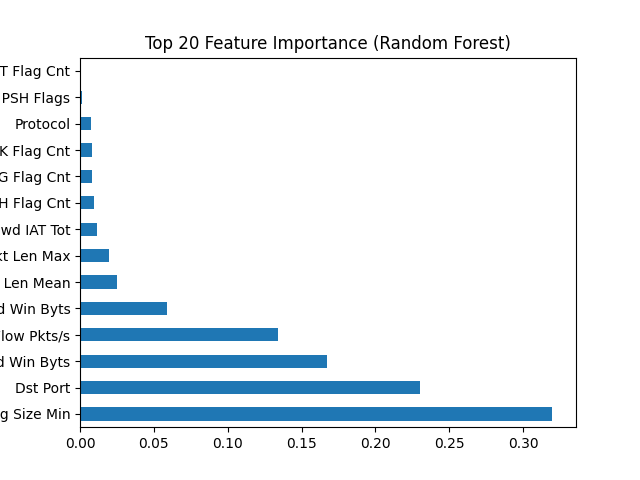 Top 20 Feature Importance (Random Forest)
T Flag Cnt
PSH Flags
Protocol
K Flag Cnt
G Flag Cnt
H Flag Cnt
wd IAT Tot
kt Len Max
Len Mean
d Win Byts
low Pkts/s
d Win Byts
Dst Port
g Size Min
0.00 0.05 0.10 0.15 0.20 0.25 0.30